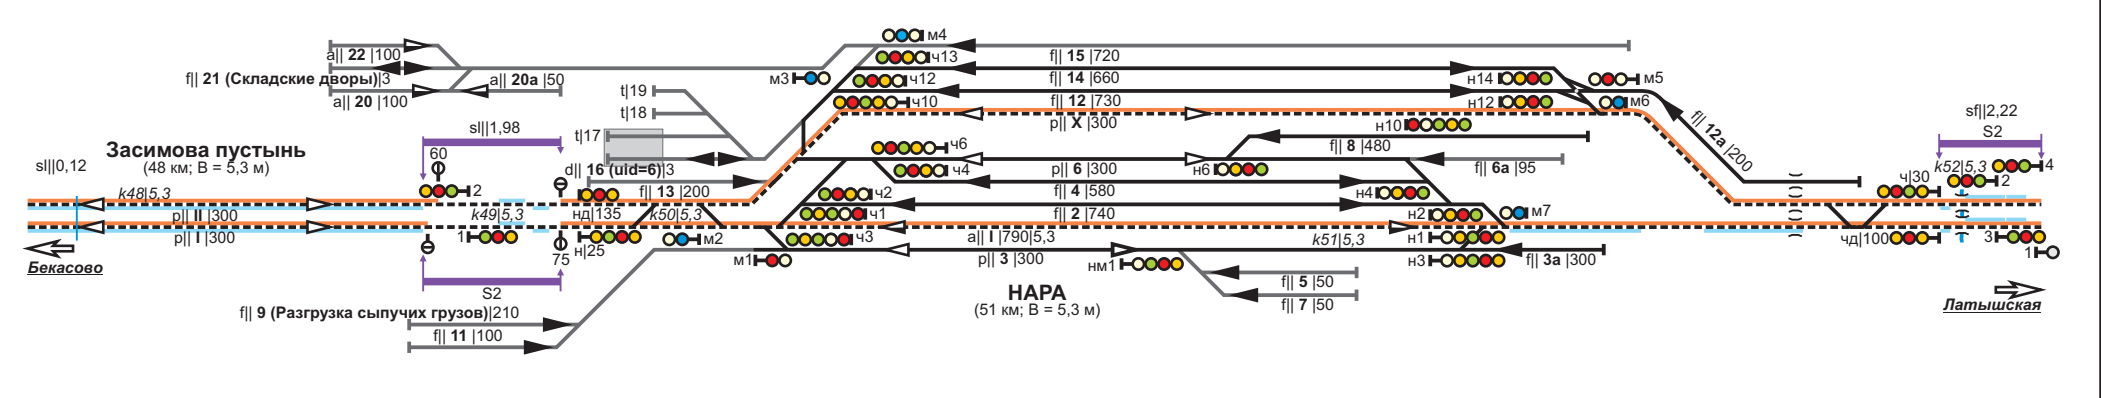 м4
a|| 22 |100
ч13
f|| 15 |720
f|| 21 (Складские дворы)|3
a|| 20а |50
м3
ч12
f|| 14 |660
н14
м5
a|| 20 |100
t|19
ч10
f|| 12 |730
н12
м6
sf||2,22
t|18
p|| X |300
н10
f|| 12а |200
S2
sl||1,98
t|17
Засимова пустынь
(48 км; В = 5,3 м)
60
ч6
f|| 8 |480
sl||0,12
d|| 16 (uid=6)|3
ч4
p|| 6 |300
н6
f|| 6а |95
k52|5,3
4
ч|30
2
k48|5,3
2
f|| 13 |200
ч2
f|| 4 |580
н4
p|| II |300
k49|5,3
нд|135
k50|5,3
ч1
f|| 2 |740
н2
м7
p|| I |300
1
н|25
м2
ч3
a|| I |790|5,3
k51|5,3
н1
чд|100
3
1
75
м1
p|| 3 |300
нм1
н3
f|| 3а |300
Бекасово
S2
НАРА
(51 км; В = 5,3 м)
f|| 5 |50
f|| 7 |50
Латышская
f|| 9 (Разгрузка сыпучих грузов)|210
f|| 11 |100